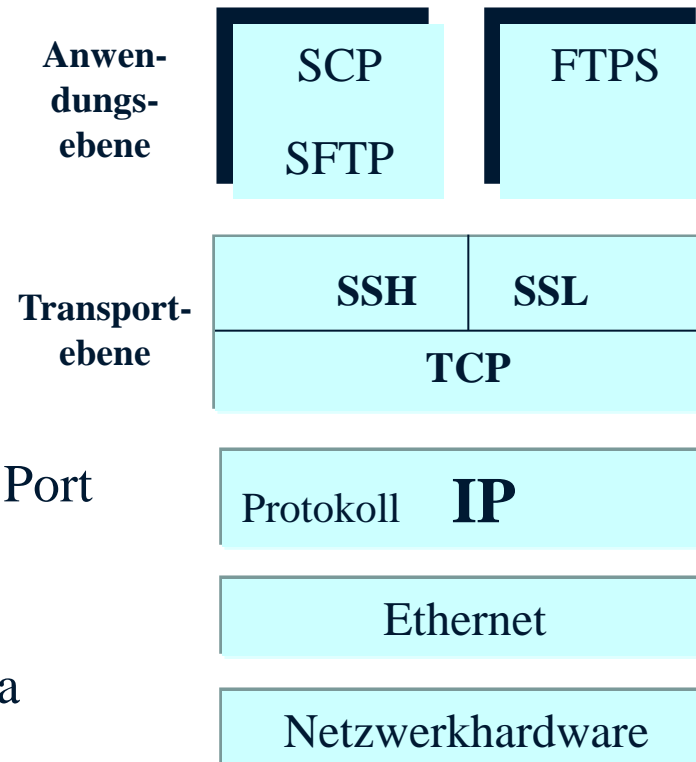 Anwen-
dungs-
ebene
SCP
SFTP
FTPS
Transport-
ebene
SSH
SSL
TCP
Port
Protokoll IP
Ethernet
a
Netzwerkhardware